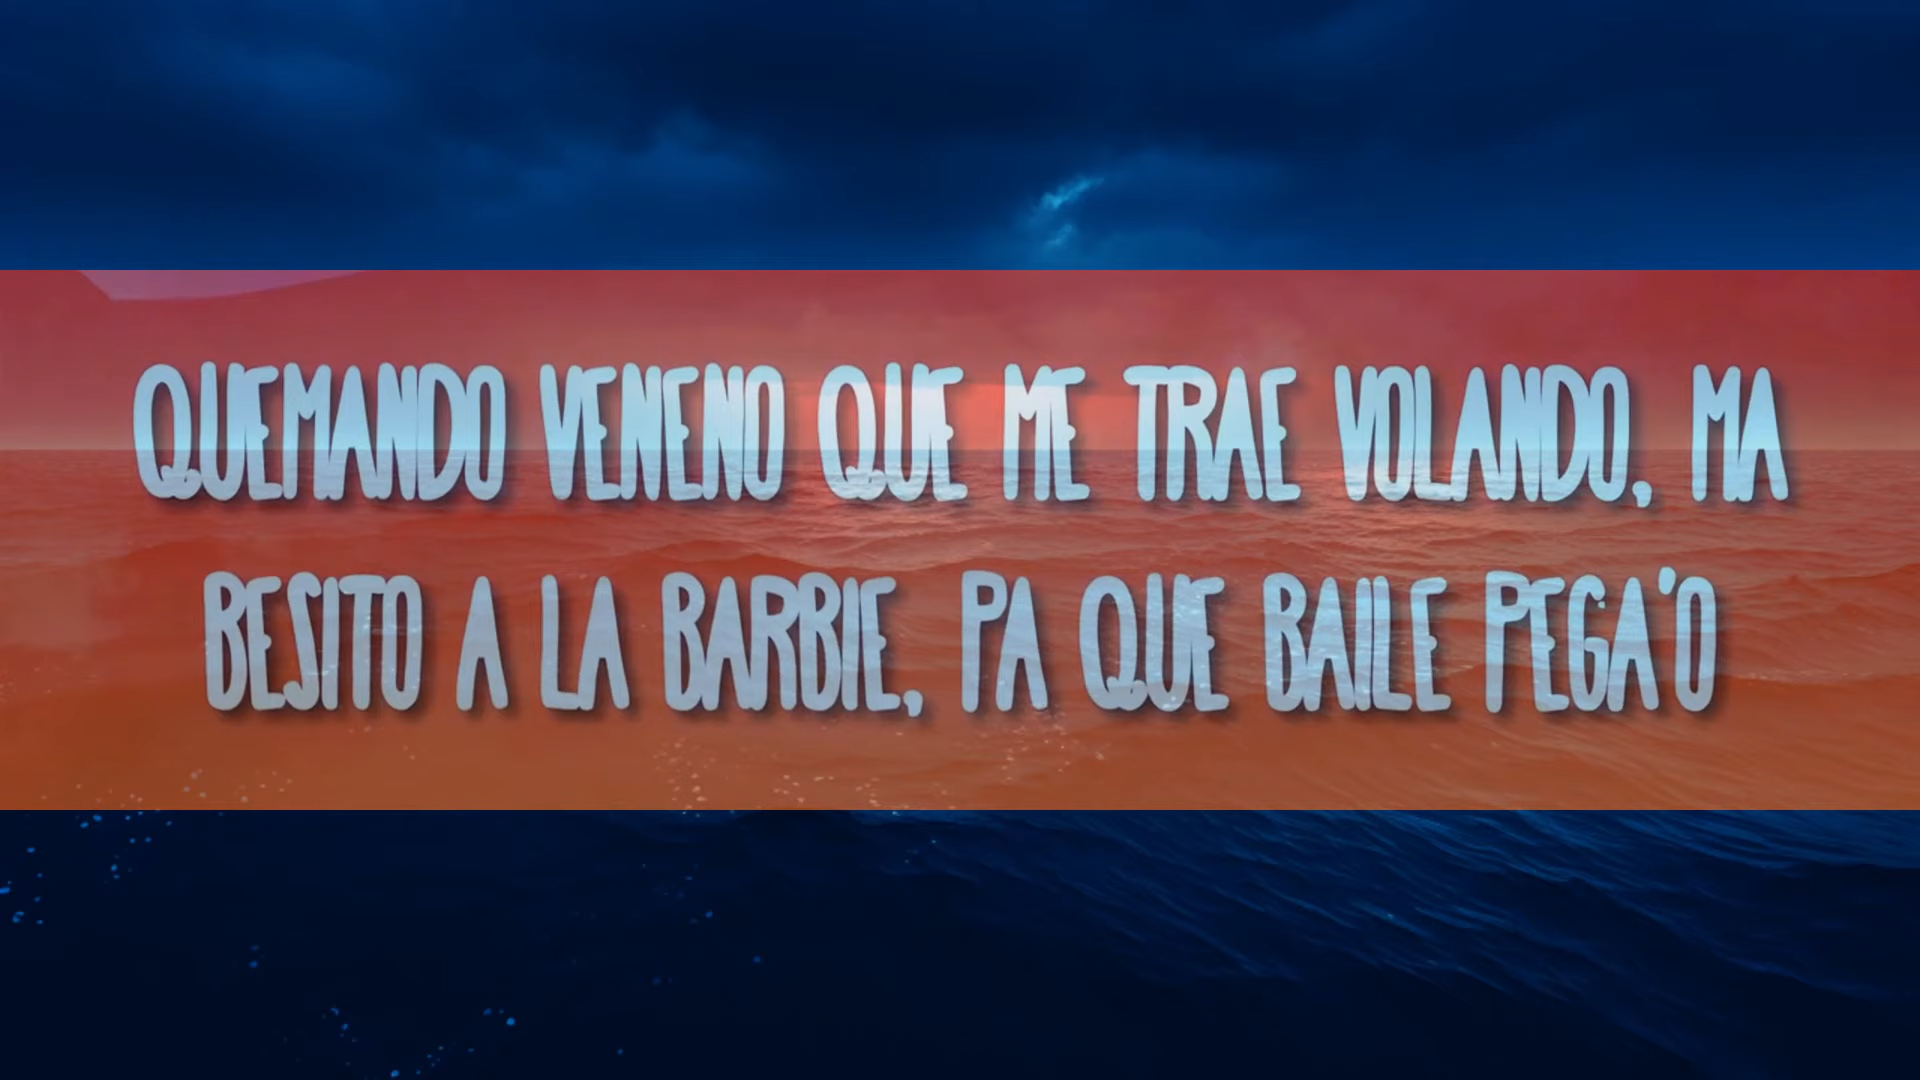 QUEMANDO VENENO QUE ME TRAE VOLANDO, MA
BESITO A LA BARBIE, PA QUE BAILE PEGA'O